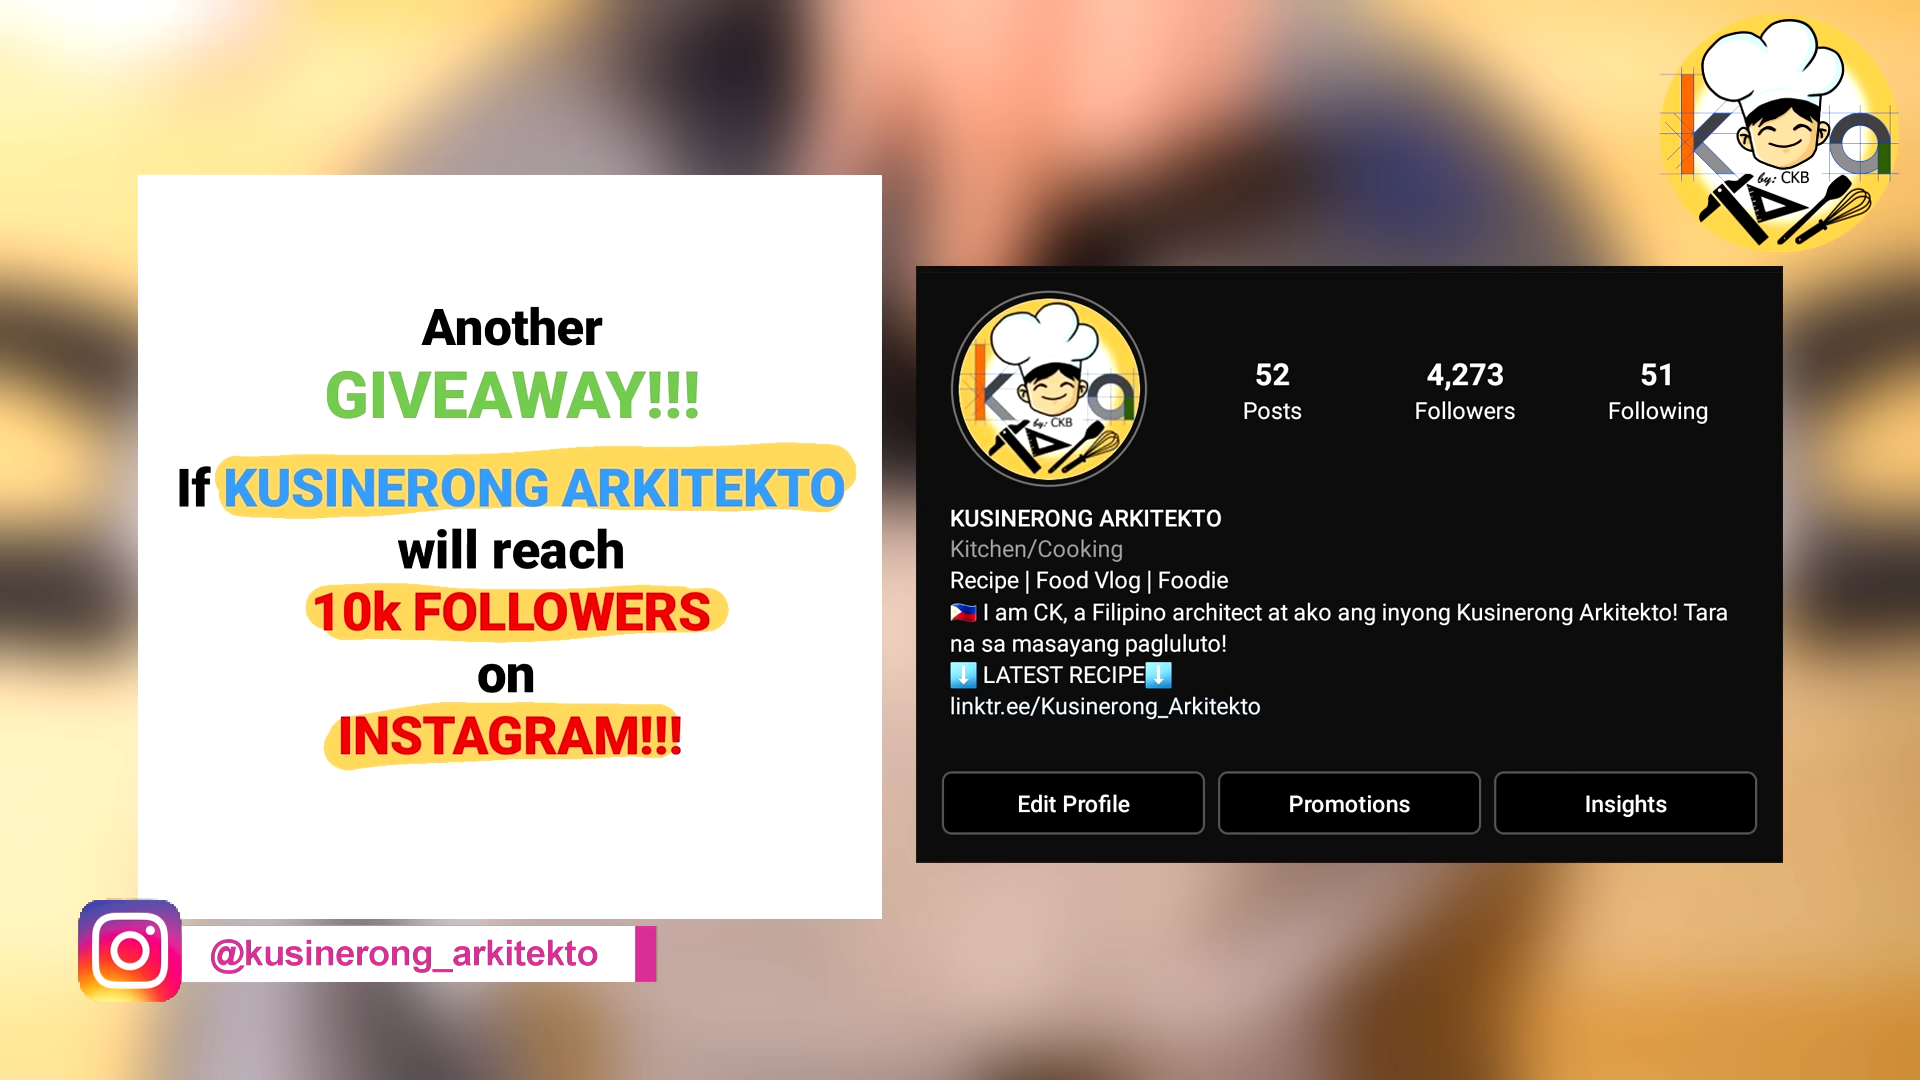 Another
GIVEAWAY!!!
If KUSINERONG ARKITEKTO
will reach
10k FOLLOWERS
on
INSTAGRAM!!!
@kusinerong_arkitekto
ka
by: CKB
ka
by: CKB
52
Posts
4,273
Followers
51
Following
KUSINERONG ARKITEKTO
Kitchen/Cooking
Recipe | Food Vlog | Foodie
🇵🇭 I am CK, a Filipino architect at ako ang inyong Kusinerong Arkitekto! Tara
na sa masayang pagluluto!
⬇️ LATEST RECIPE⬇️
linktr.ee/Kusinerong_Arkitekto
Edit Profile
Promotions
Insights